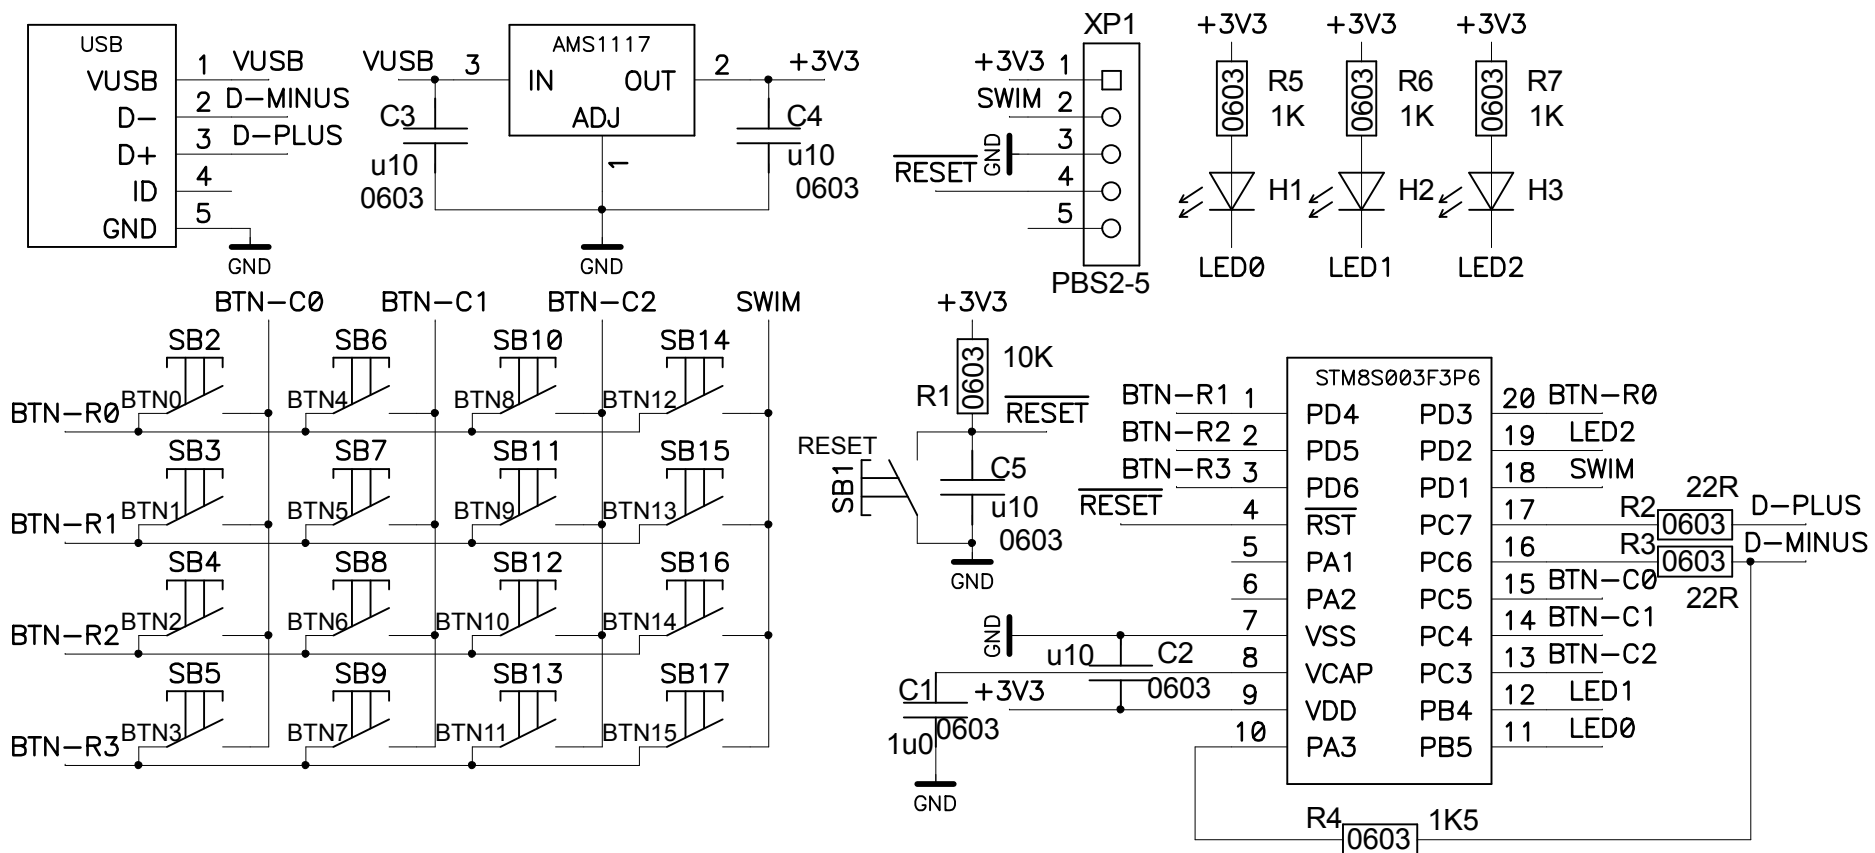 USB
VUSB 1 VUSB
D- 2 D-MINUS
D+ 3 D-PLUS
ID 4
GND 5
GND
AMS1117
VUSB 3 IN OUT 2 +3V3
ADJ
1
C3
u10
0603
C4
u10
0603
GND
XP1
+3V3 1
SWIM 2
GND 3
RESET 4
5
PBS2-5
+3V3 +3V3 +3V3
0603 R5 0603 R6 0603 R7
1K 1K 1K
H1 H2 H3
LED0 LED1 LED2
BTN-C0 BTN-C1 BTN-C2 SWIM
SB2 SB6 SB10 SB14
BTN-R0 BTN0 BTN4 BTN8 BTN12
SB3 SB7 SB11 SB15
BTN-R1 BTN1 BTN5 BTN9 BTN13
SB4 SB8 SB12 SB16
BTN-R2 BTN2 BTN6 BTN10 BTN14
SB5 SB9 SB13 SB17
BTN-R3 BTN3 BTN7 BTN11 BTN15
+3V3
0603 10K
R1
RESET
RESET
SB1
C5
u10
0603
GND
STM8S003F3P6
BTN-R1 1 PD4 PD3 20 BTN-R0
BTN-R2 2 PD5 PD2 19 LED2
BTN-R3 3 PD6 PD1 18 SWIM
RESET 4 RST PC7 17 R2 0603 22R D-PLUS
5 PA1 PC6 16 R3 0603 D-MINUS
6 PA2 PC5 15 BTN-C0 22R
GND 7 VSS PC4 14 BTN-C1
u10 C2 8 VCAP PC3 13 BTN-C2
0603
C1 +3V3 9 VDD PB4 12 LED1
0603
1u0 10 PA3 PB5 11 LED0
GND
R4 0603 1K5